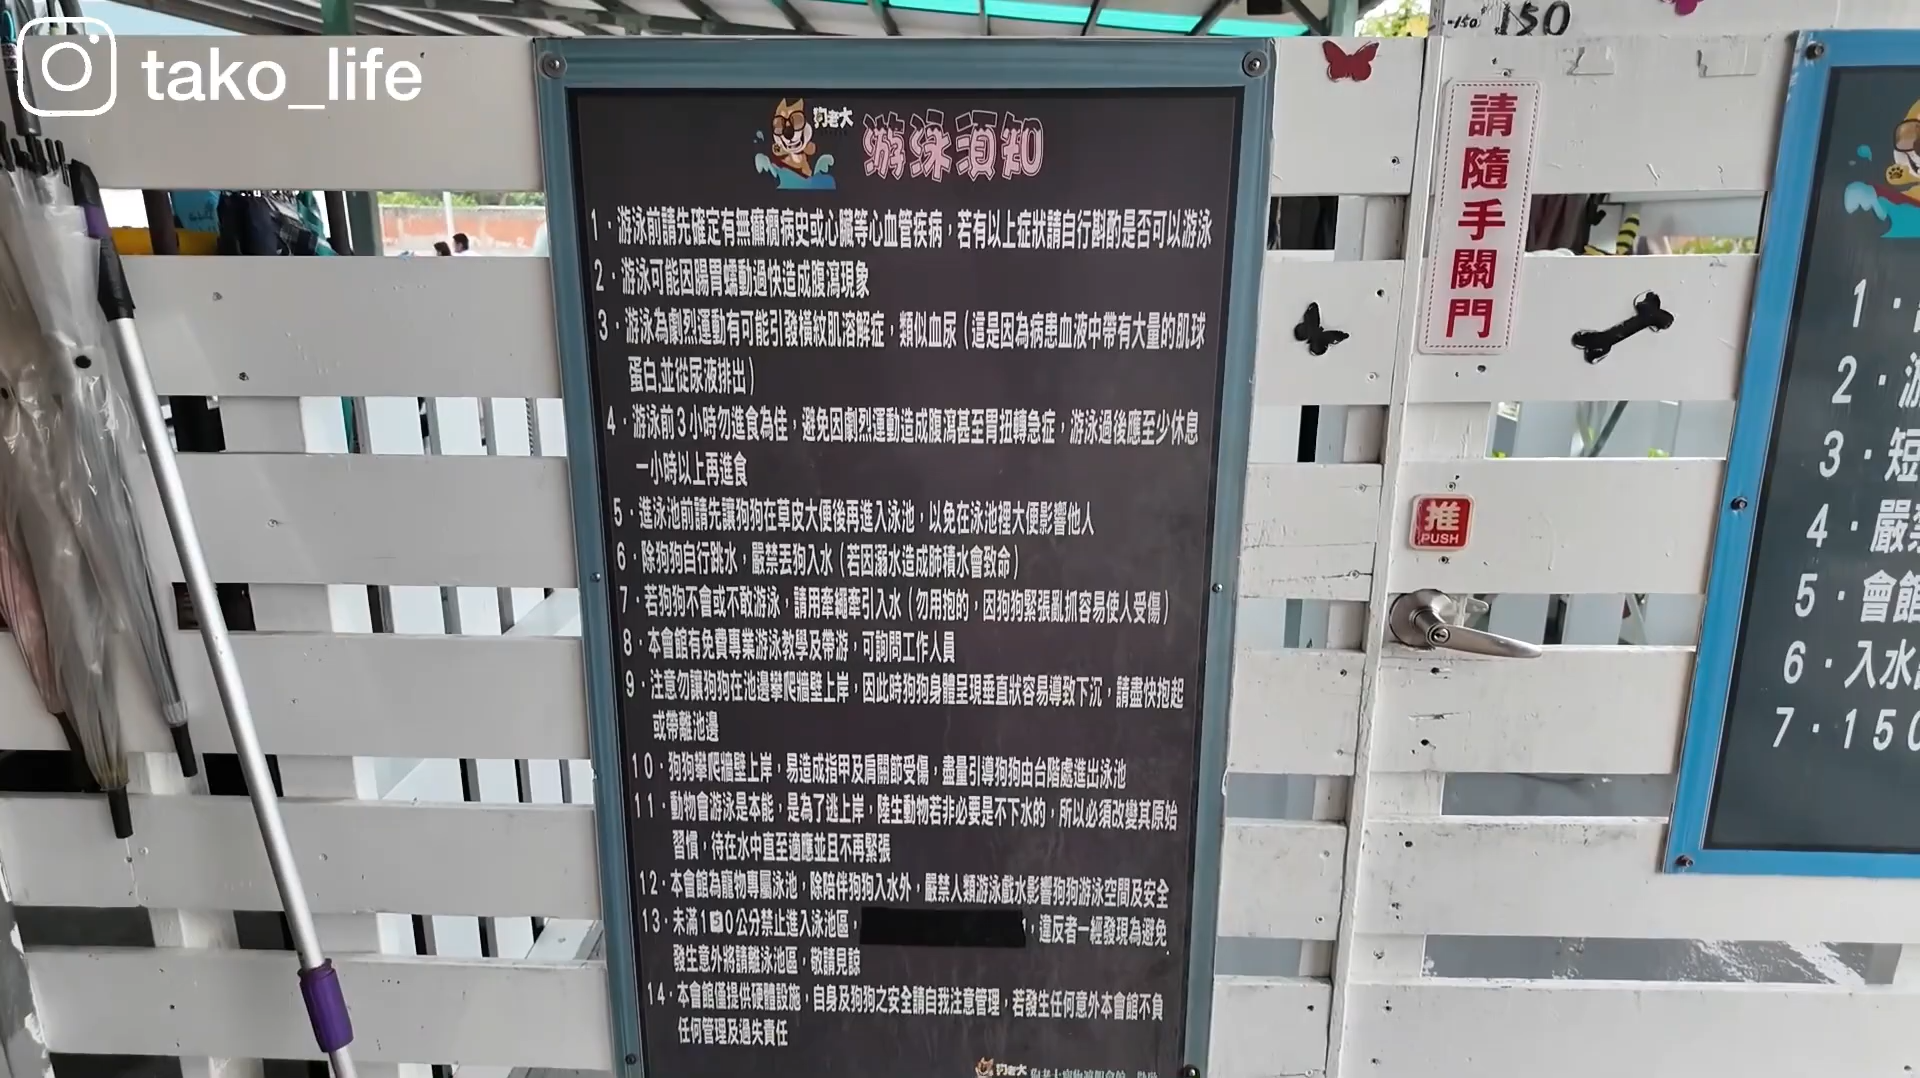 tako_life
-150
150
狗老大
游泳須知
1．游泳前請先確定有無癲癇病史或心臟等心血管疾病，若有以上症狀請自行斟酌是否可以游泳
2．游泳可能因腸胃蠕動過快造成腹瀉現象
3．游泳為劇烈運動有可能引發橫紋肌溶解症，類似血尿（這是因為病患血液中帶有大量的肌球
蛋白,並從尿液排出）
4．游泳前3小時勿進食為佳，避免因劇烈運動造成腹瀉甚至胃扭轉急症，游泳過後應至少休息
一小時以上再進食
5．進泳池前請先讓狗狗在草皮大便後再進入泳池，以免在泳池裡大便影響他人
6．除狗狗自行跳水，嚴禁丟狗入水（若因溺水造成肺積水會致命）
7．若狗狗不會或不敢游泳，請用牽繩牽引入水（勿用抱的，因狗狗緊張亂抓容易使人受傷）
8．本會館有免費專業游泳教學及帶游，可詢問工作人員
9．注意勿讓狗狗在池邊攀爬牆壁上岸，因此時狗狗身體呈現垂直狀容易導致下沉，請盡快抱起
或帶離池邊
10．狗狗攀爬牆壁上岸，易造成指甲及肩關節受傷，盡量引導狗狗由台階處進出泳池
11．動物會游泳是本能，是為了逃上岸，陸生動物若非必要是不下水的，所以必須改變其原始
習慣，待在水中直至適應並且不再緊張
12．本會館為寵物專屬泳池，除陪伴狗狗入水外，嚴禁人類游泳戲水影響狗狗游泳空間及安全
13．未滿150公分禁止進入泳池區，，違反者一經發現為避免
發生意外將請離泳池區，敬請見諒
14．本會館僅提供硬體設施，自身及狗狗之安全請自我注意管理，若發生任何意外本會館不負
任何管理及過失責任
狗老大
請隨手關門
推
PUSH
1．
2．游
3．短
4．嚴禁
5．會館
6．入水
7．150